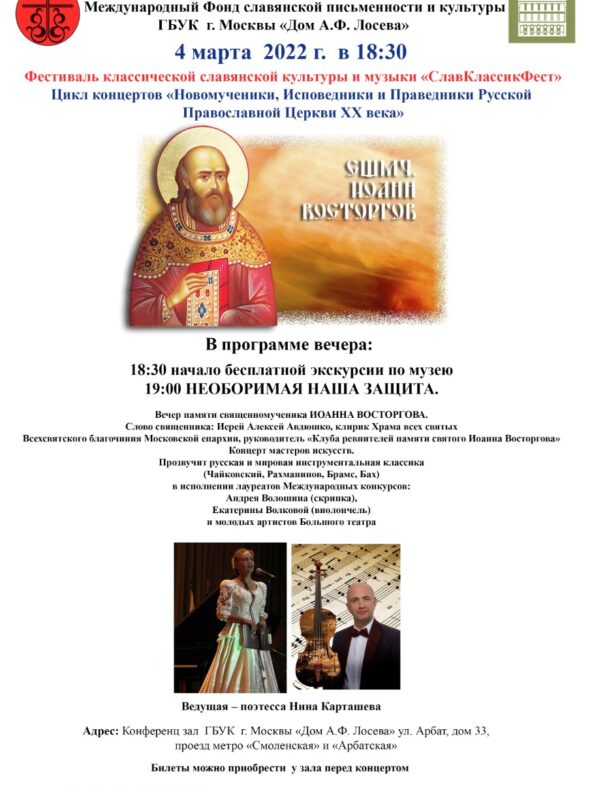 Международный Фонд славянской письменности и культуры
ГБУК г. Москвы «Дом А.Ф. Лосева»
4 марта 2022 г. в 18:30
Фестиваль классической славянской культуры и музыки «СлавКлассикФест»
Цикл концертов «Новомученики, Исповедники и Праведники Русской
Православной Церкви XX века»
СЩМЧ.
ИОАНН
ВОСТОРГОВ
В программе вечера:
18:30 начало бесплатной экскурсии по музею
19:00 НЕОБОРИМАЯ НАША ЗАЩИТА.
Вечер памяти священномученика ИОАННА ВОСТОРГОВА.
Слово священника: Иерей Алексей Авдюшко, клирик Храма всех святых
Всехсвятского благочиния Московской епархии, руководитель «Клуба ревнителей памяти святого Иоанна Восторгова»
Концерт мастеров искусств.
Прозвучит русская и мировая инструментальная классика
(Чайковский, Рахманинов, Брамс, Бах)
в исполнении лауреатов Международных конкурсов:
Андрея Волошина (скрипка),
Екатерины Волковой (виолончель)
и молодых артистов Большого театра
Ведущая – поэтесса Нина Карташева
Адрес: Конференц зал ГБУК г. Москвы «Дом А.Ф. Лосева» ул. Арбат, дом 33,
проезд метро «Смоленская» и «Арбатская»
Билеты можно приобрести у зала перед концертом